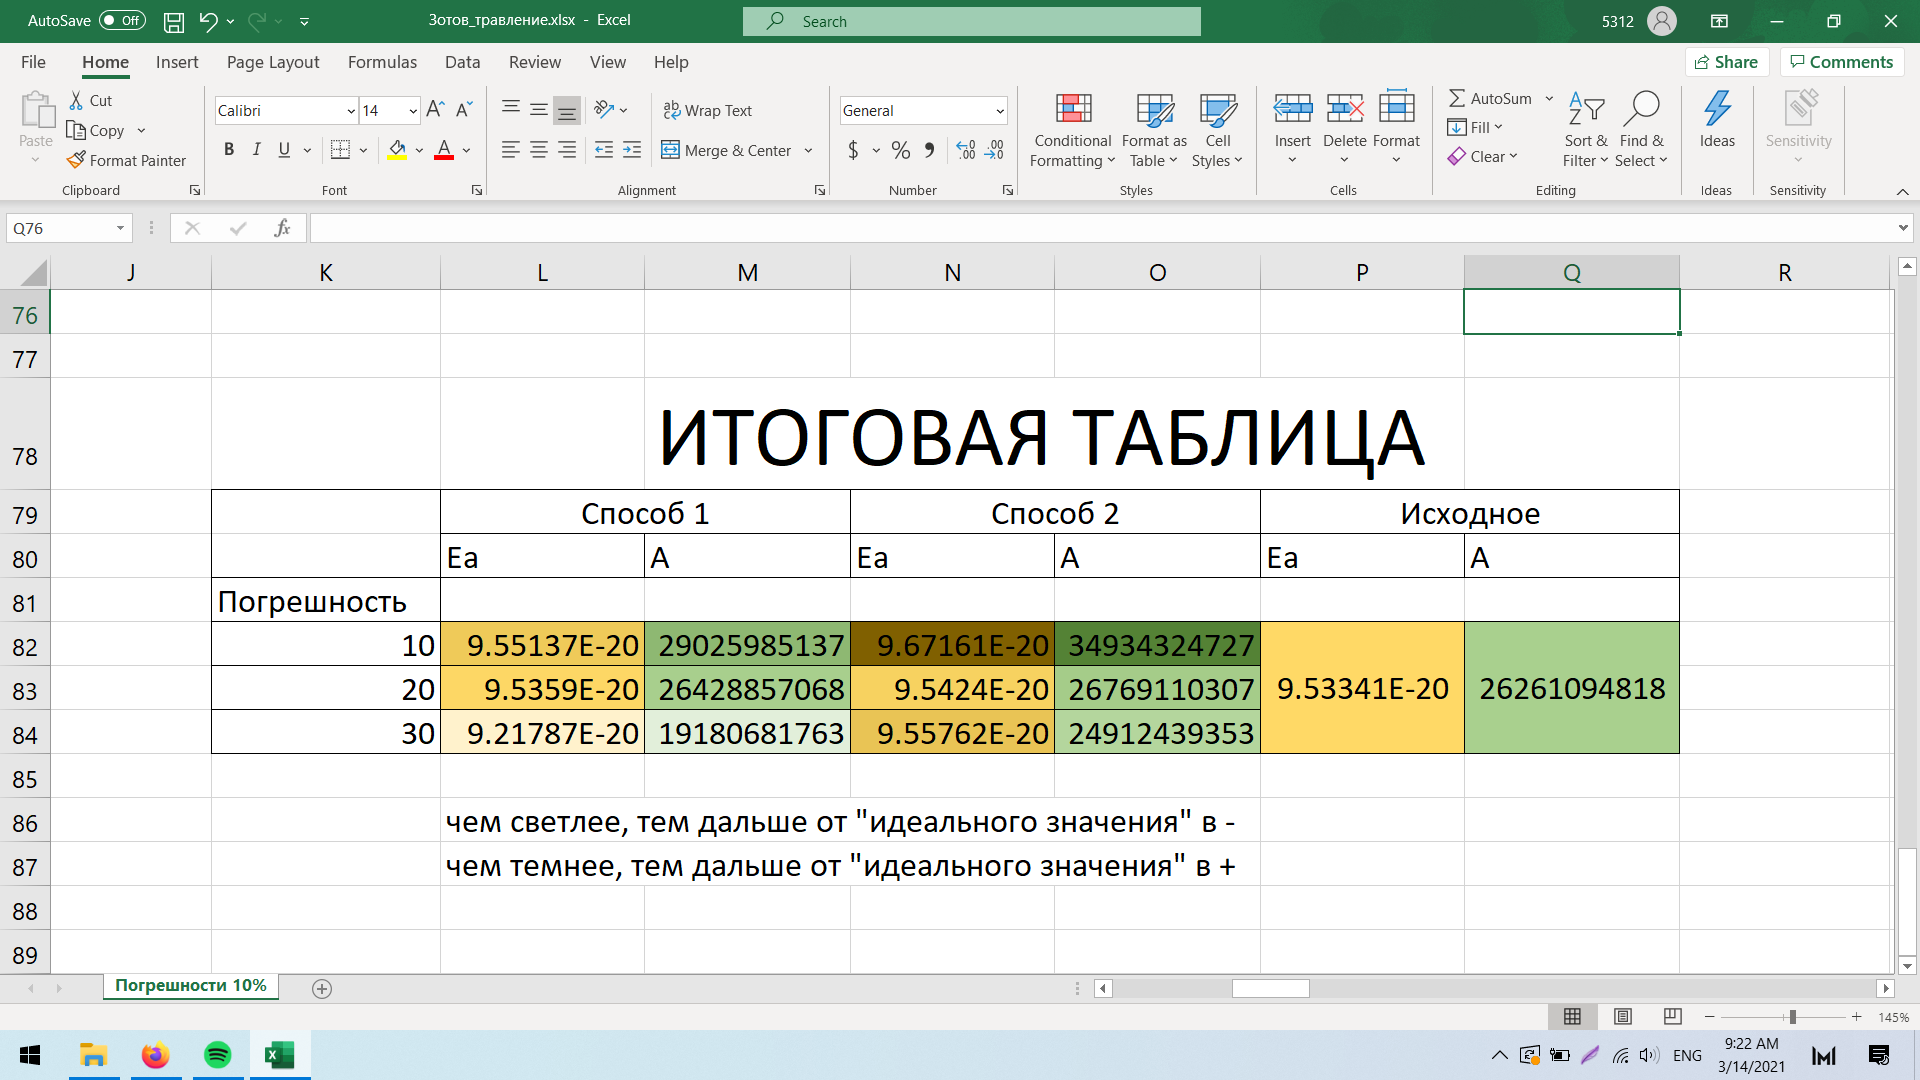 AutoSave Off Зотов_травление.xlsx - Excel Search 5312
File Home Insert Page Layout Formulas Data Review View Help Share Comments
Paste Cut Copy Format Painter Clipboard
Calibri 14 A A B I U A Font
Wrap Text Merge & Center Alignment
General $ % Number
Conditional Formatting Format as Table Cell Styles Styles
Insert Delete Format Cells
AutoSum Fill Clear Sort & Filter Find & Select Editing
Ideas Ideas
Sensitivity Sensitivity
Q76 fx
J K L M N O P Q R
76
77
78 ИТОГОВАЯ ТАБЛИЦА
79 Способ 1 Способ 2 Исходное
80 Ea A Ea A Ea A
81 Погрешность
82 10 9.55137E-20 29025985137 9.67161E-20 34934324727
83 20 9.5359E-20 26428857068 9.5424E-20 26769110307 9.53341E-20 26261094818
84 30 9.21787E-20 19180681763 9.55762E-20 24912439353
85
86 чем светлее, тем дальше от "идеального значения" в -
87 чем темнее, тем дальше от "идеального значения" в +
88
89
Погрешности 10%
145%
ENG 9:22 AM
3/14/2021